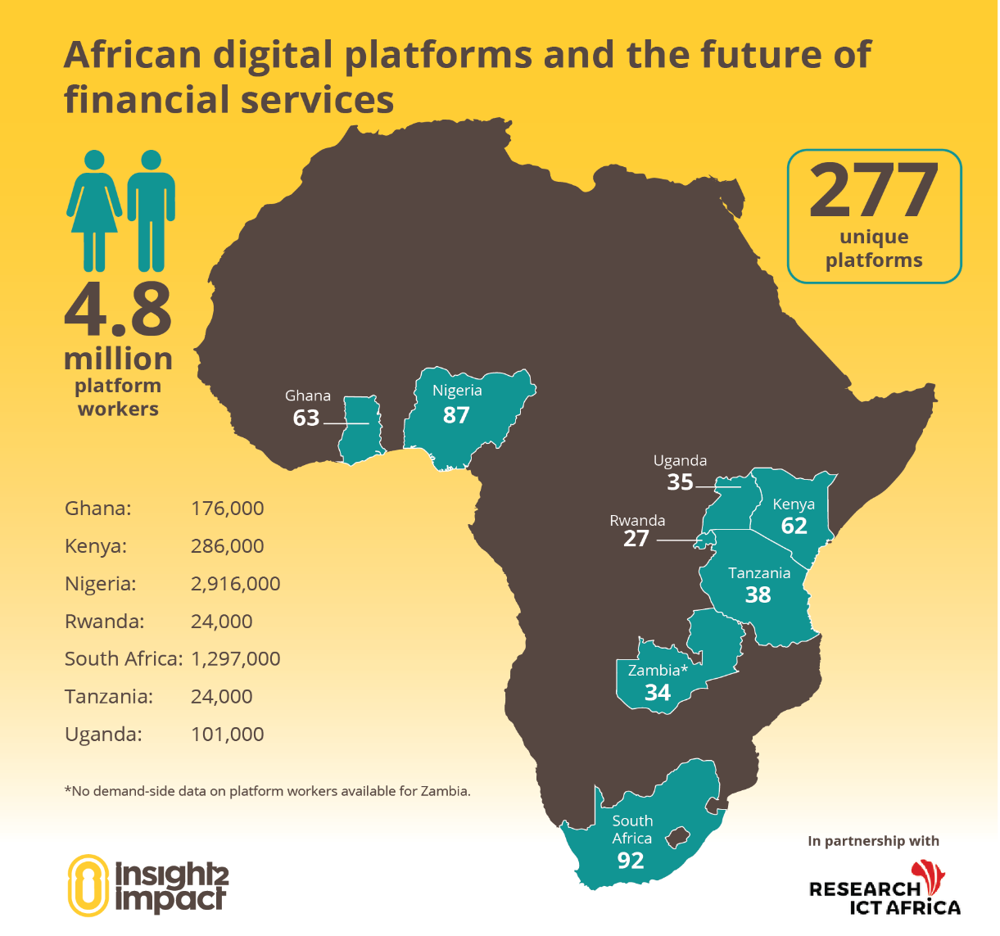 African digital platforms and the future of
financial services
4.8
million
platform
workers
277
unique
platforms
Ghana
63
Nigeria
87
Uganda
35
Kenya
62
Rwanda
27
Tanzania
38
Zambia*
34
South
Africa
92
Ghana: 176,000
Kenya: 286,000
Nigeria: 2,916,000
Rwanda: 24,000
South Africa: 1,297,000
Tanzania: 24,000
Uganda: 101,000
*No demand-side data on platform workers available for Zambia.
insight2
impact
In partnership with
RESEARCH
ICT AFRICA